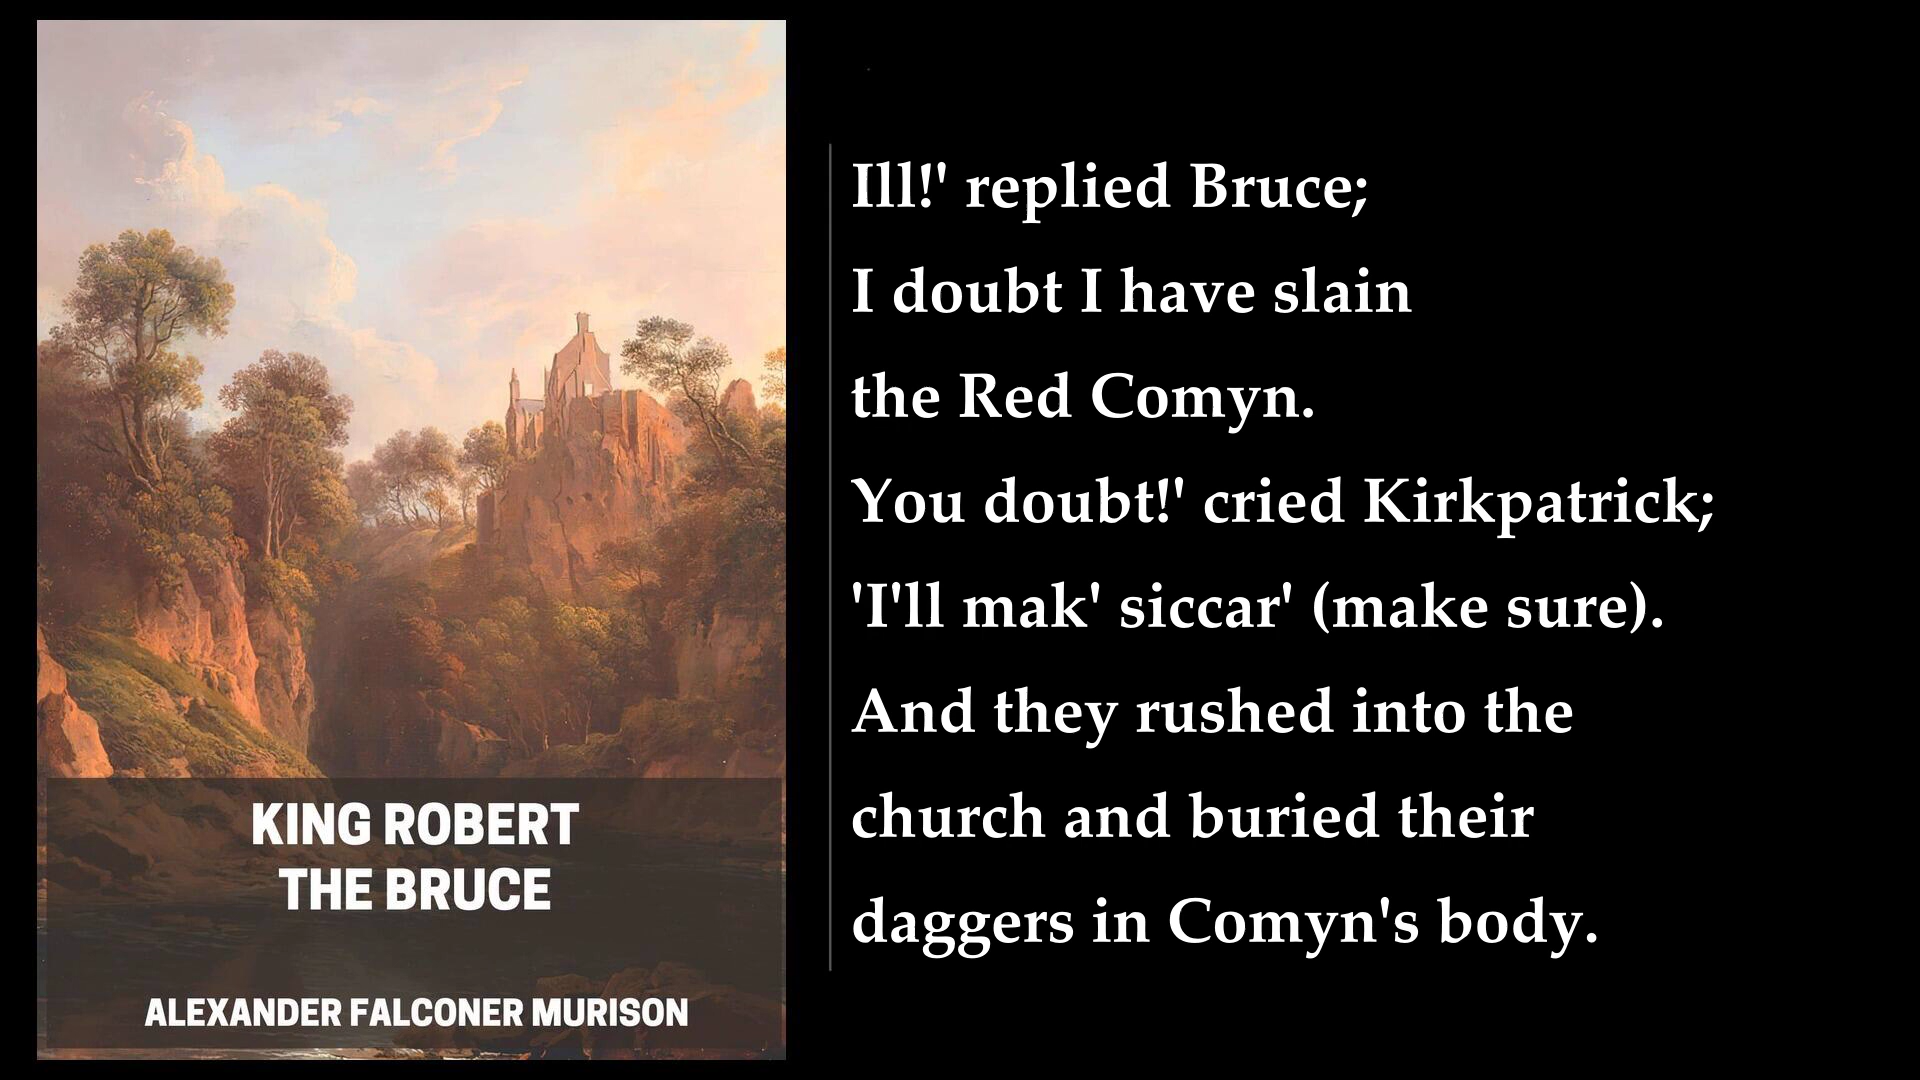 KING ROBERT
THE BRUCE
ALEXANDER FALCONER MURISON
Ill!' replied Bruce;
I doubt I have slain
the Red Comyn.
You doubt!' cried Kirkpatrick;
'I'll mak' siccar' (make sure).
And they rushed into the
church and buried their
daggers in Comyn's body.